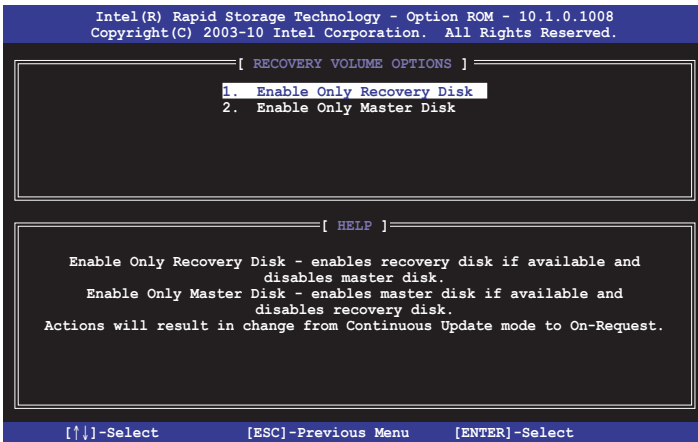 Intel(R) Rapid Storage Technology - Option ROM - 10.1.0.1008
Copyright(C) 2003-10 Intel Corporation. All Rights Reserved.
[ RECOVERY VOLUME OPTIONS ]
1. Enable Only Recovery Disk
2. Enable Only Master Disk
[ HELP ]
Enable Only Recovery Disk - enables recovery disk if available and
disables master disk.
Enable Only Master Disk - enables master disk if available and
disables recovery disk.
Actions will result in change from Continuous Update mode to On-Request.
[↑↓]-Select [ESC]-Previous Menu [ENTER]-Select